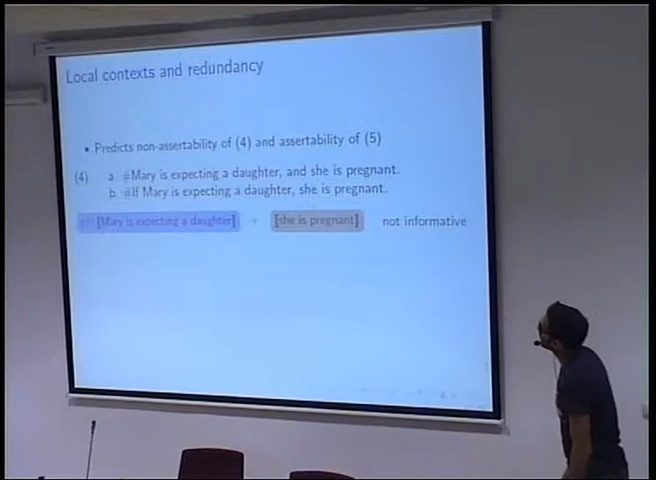 Local contexts and redundancy
• Predicts non-assertability of (4) and assertability of (5)
(4) a. #Mary is expecting a daughter, and she is pregnant.
b. #If Mary is expecting a daughter, she is pregnant.
[Mary is expecting a daughter] + [she is pregnant] not informative